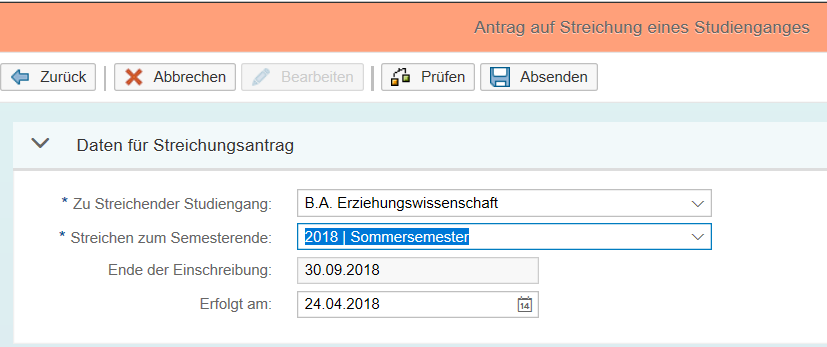 Antrag auf Streichung eines Studienganges
Zurück Abbrechen Bearbeiten Prüfen Absenden
Daten für Streichungsantrag
* Zu Streichender Studiengang: B.A. Erziehungswissenschaft
* Streichen zum Semesterende: 2018 | Sommersemester
Ende der Einschreibung: 30.09.2018
Erfolgt am: 24.04.2018 14